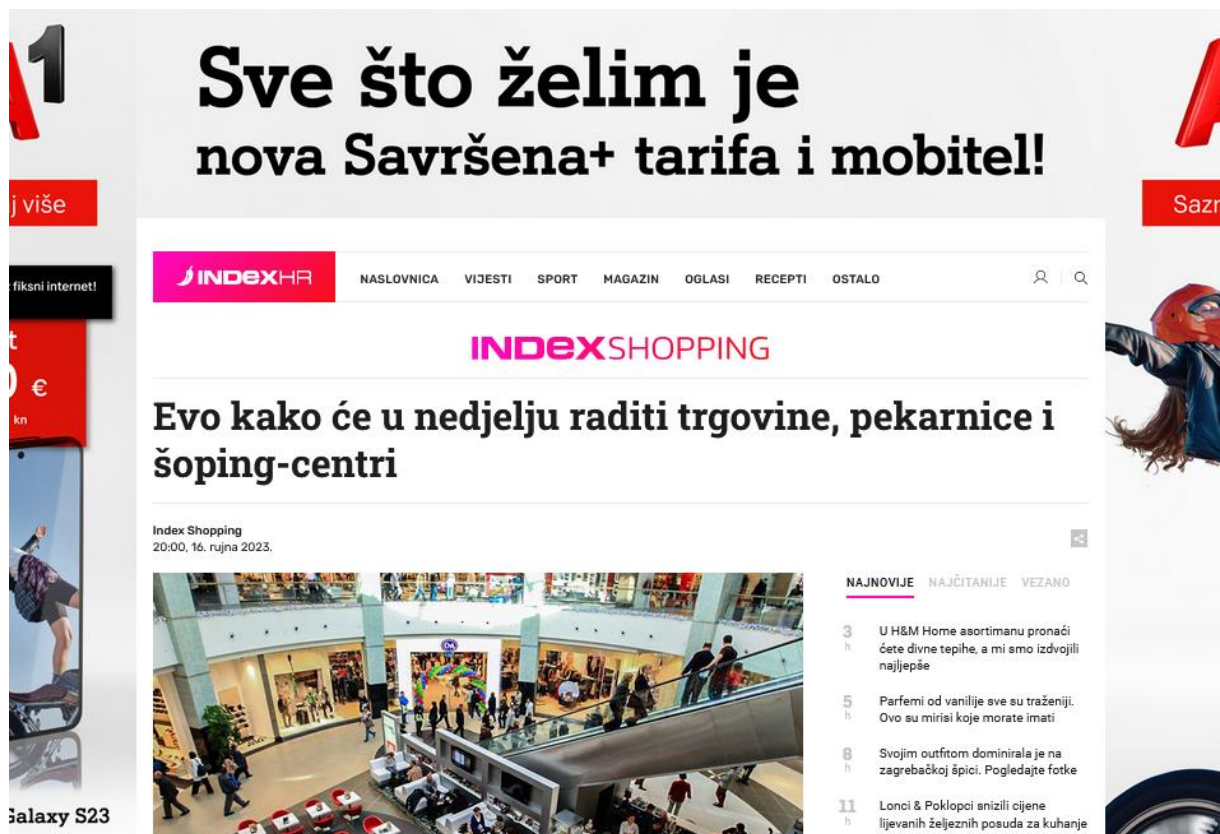 Sve što želim je
nova Savršena+ tarifa i mobitel!
A1
j više
Sazn
fiksni internet!
€
kn
INDEXHR
NASLOVNICA VIJESTI SPORT MAGAZIN OGLASI RECEPTI OSTALO
INDEXSHOPPING
Evo kako će u nedjelju raditi trgovine, pekarnice i
šoping-centri
Index Shopping
20:00, 16. rujna 2023.
NAJNOVIJE NAJČITANIJE VEZANO
3 h
U H&M Home asortimanu pronaći
ćete divne tepihe, a mi smo izdvojili
najljepše
5 h
Parfemi od vanilije sve su traženiji.
Ovo su mirisi koje morate imati
8 h
Svojim outfitom dominirala je na
zagrebačkoj špici. Pogledajte fotke
11 h
Lonci & Poklopci snizili cijene
lijevanih željeznih posuda za kuhanje
Galaxy S23